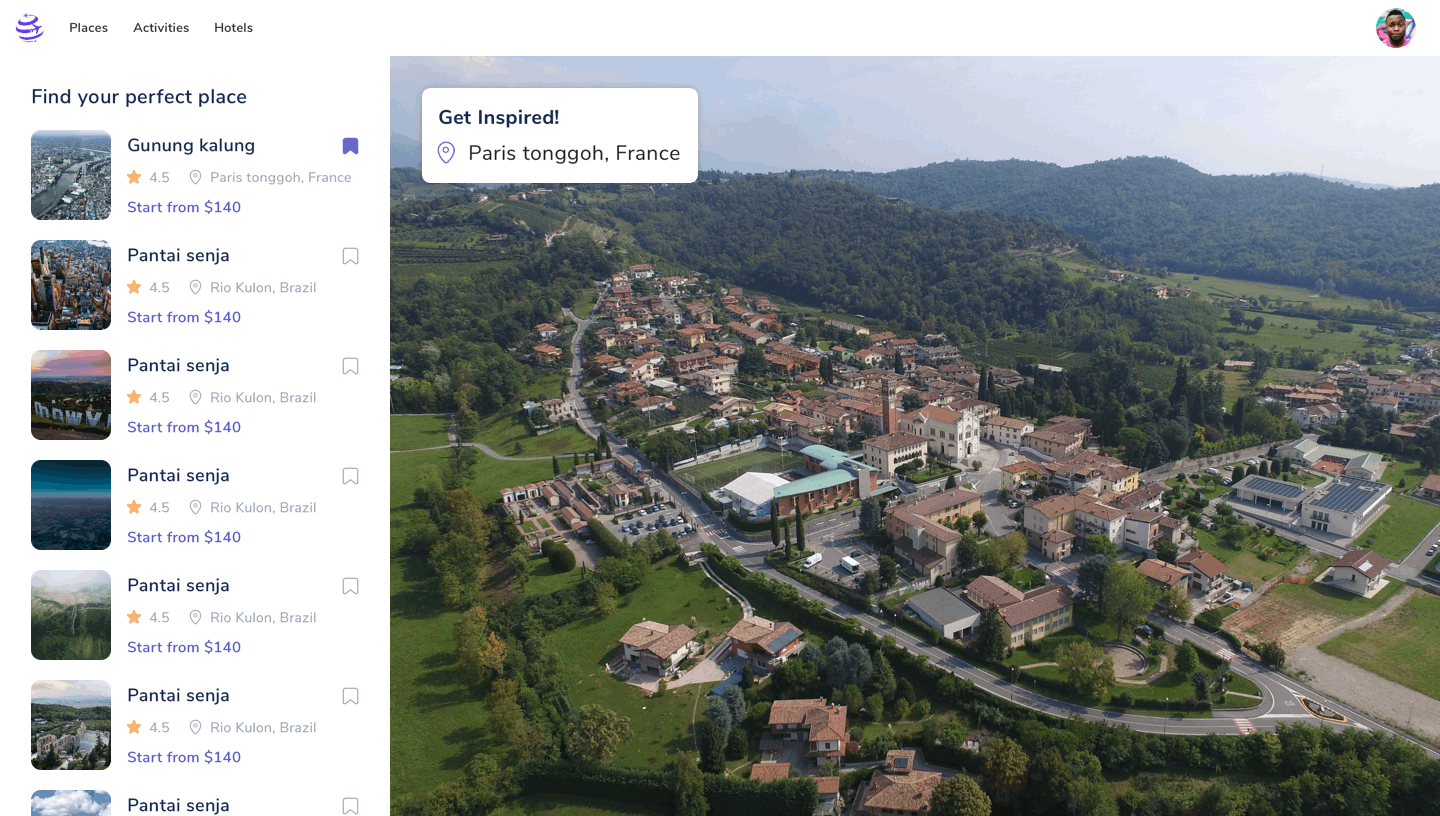 Places Activities Hotels
Find your perfect place
Gunung kalung
4.5 Paris tonggoh, France
Start from $140
Pantai senja
4.5 Rio Kulon, Brazil
Start from $140
Pantai senja
4.5 Rio Kulon, Brazil
Start from $140
Pantai senja
4.5 Rio Kulon, Brazil
Start from $140
Pantai senja
4.5 Rio Kulon, Brazil
Start from $140
Pantai senja
4.5 Rio Kulon, Brazil
Start from $140
Pantai senja
Get Inspired!
Paris tonggoh, France